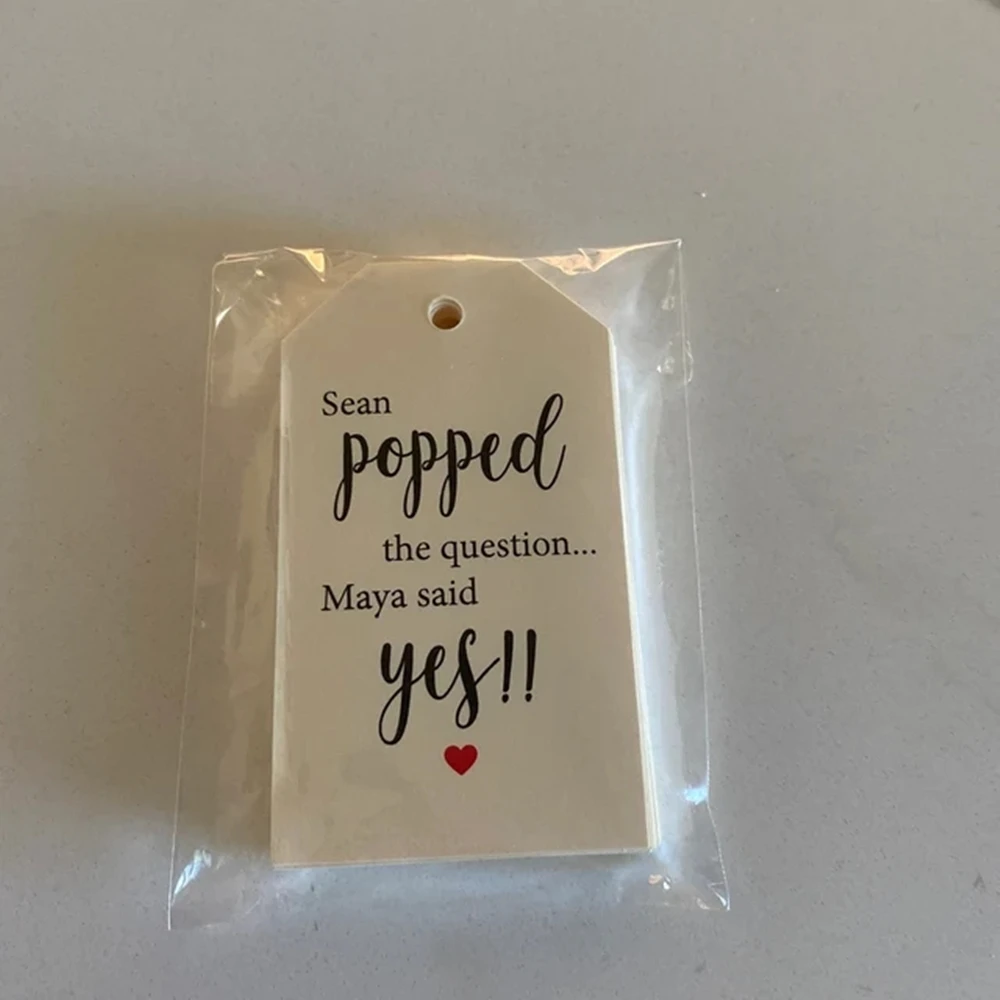 Sean
popped
the question...
Maya said
yes!!